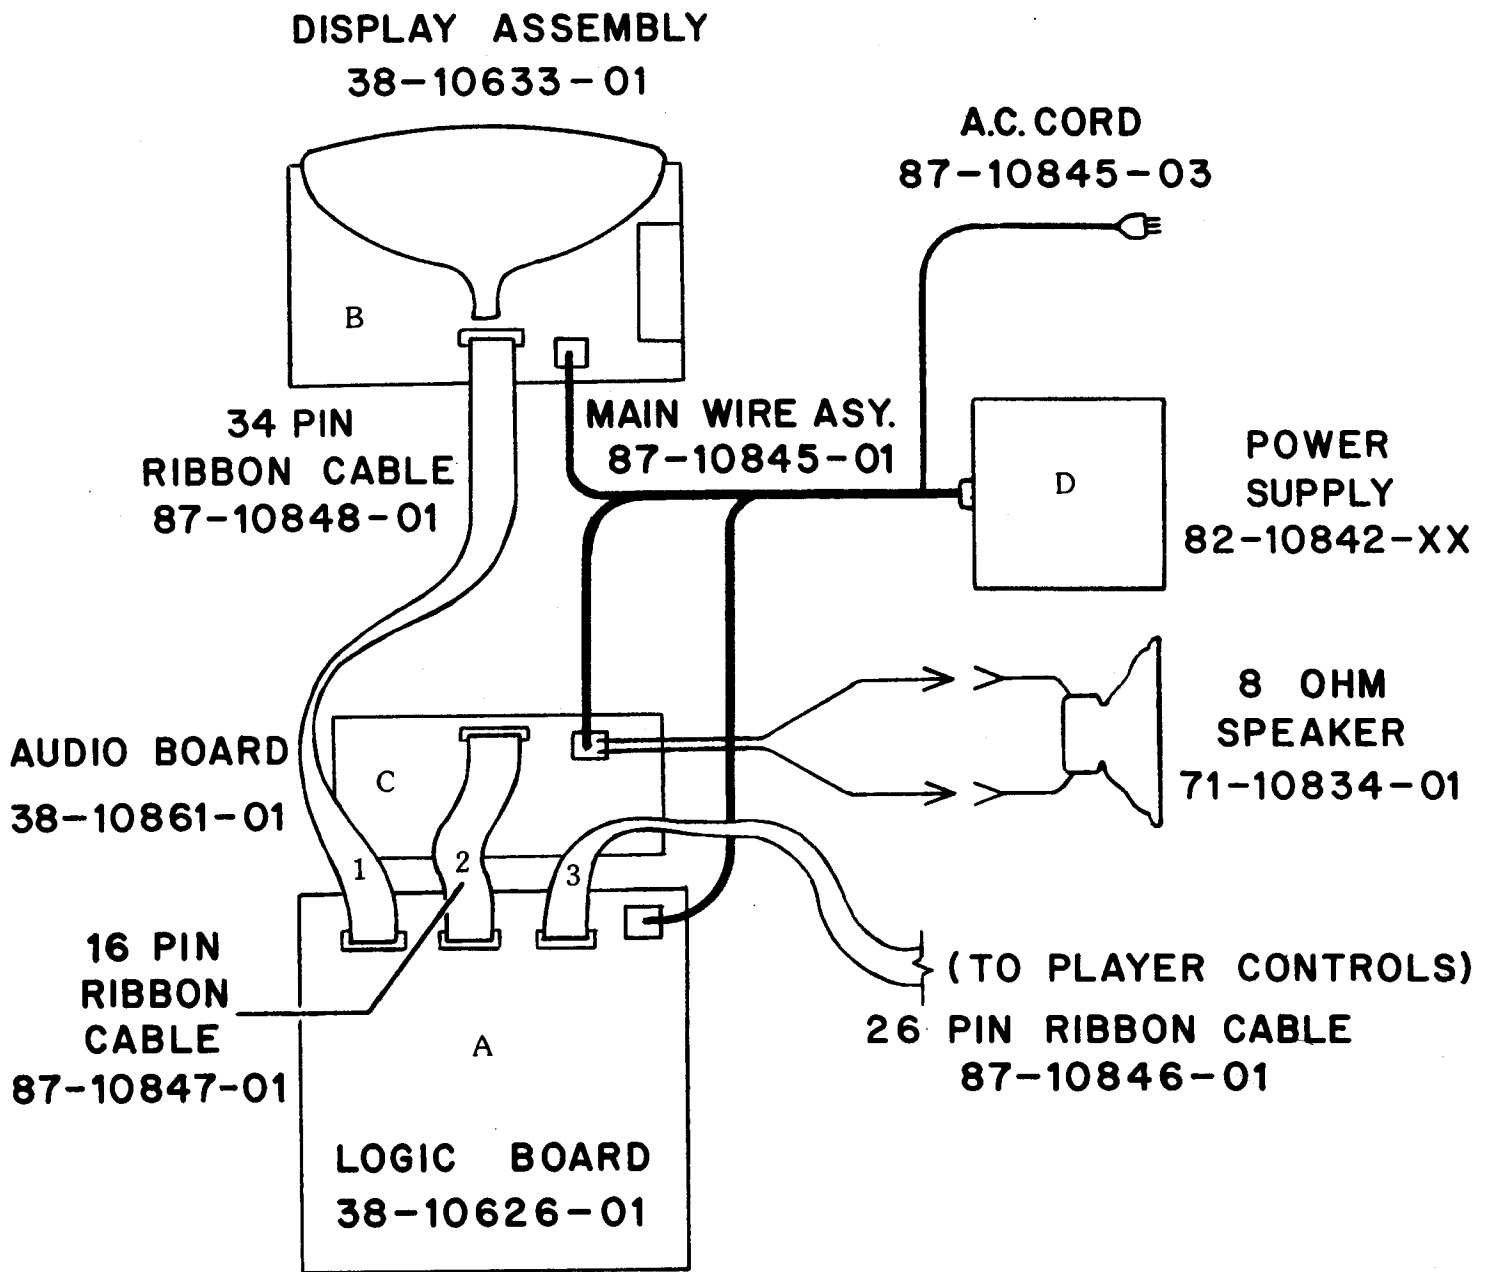 DISPLAY ASSEMBLY
38-10633-01
A.C. CORD
87-10845-03
B
34 PIN
RIBBON CABLE
87-10848-01
MAIN WIRE ASY.
87-10845-01
D
POWER
SUPPLY
82-10842-XX
AUDIO BOARD
38-10861-01
C
8 OHM
SPEAKER
71-10834-01
1
2
3
16 PIN
RIBBON
CABLE
87-10847-01
A
(TO PLAYER CONTROLS)
26 PIN RIBBON CABLE
87-10846-01
LOGIC BOARD
38-10626-01